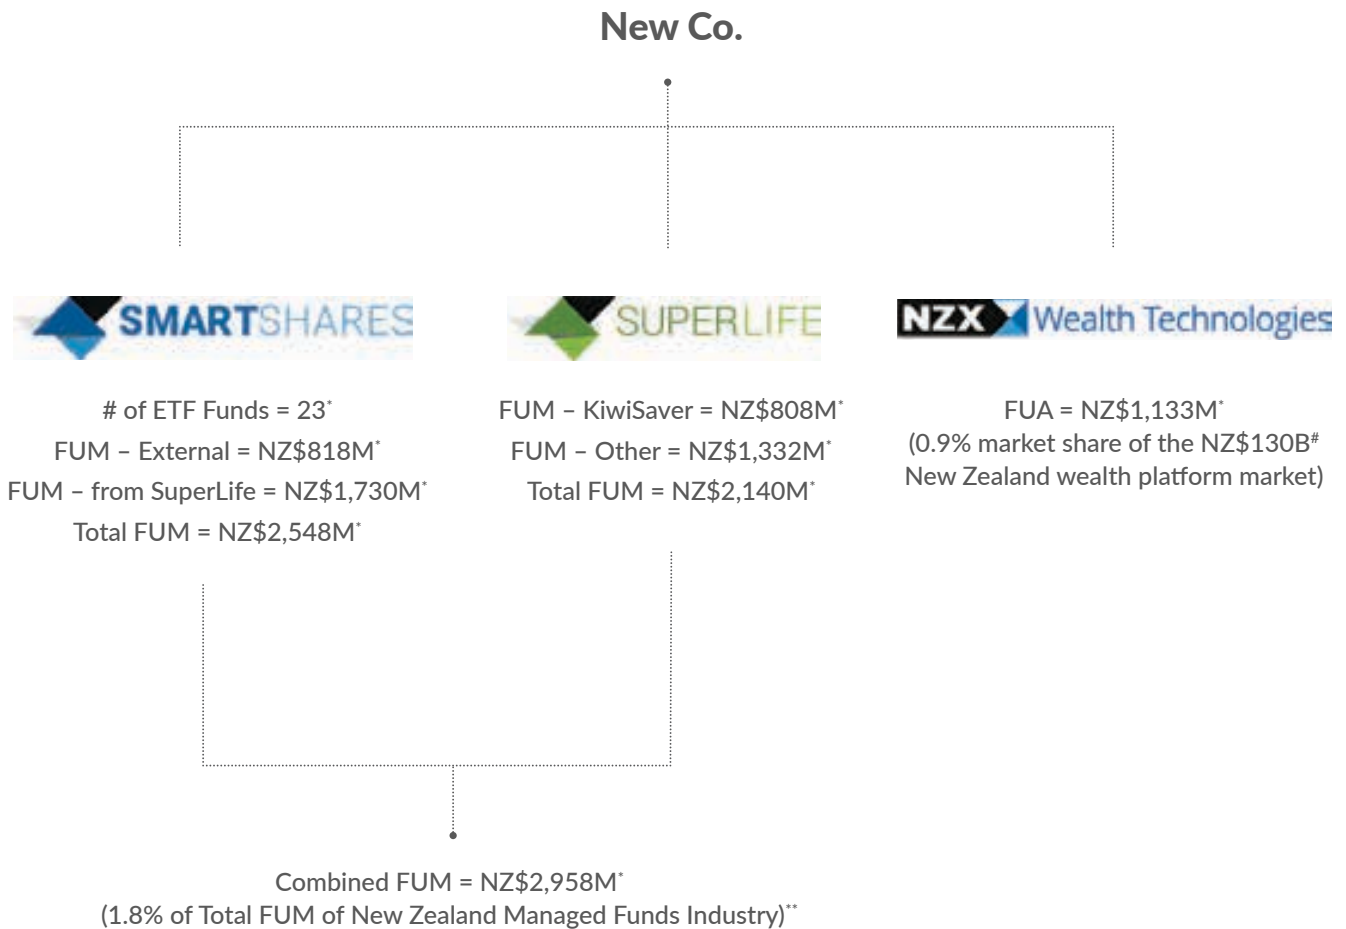 New Co.
SMARTSHARES
# of ETF Funds = 23*
FUM – External = NZ$818M*
FUM – from SuperLife = NZ$1,730M*
Total FUM = NZ$2,548M*
SUPERLIFE
FUM – KiwiSaver = NZ$808M*
FUM – Other = NZ$1,332M*
Total FUM = NZ$2,140M*
NZX Wealth Technologies
FUA = NZ$1,133M*
(0.9% market share of the NZ$130B#
New Zealand wealth platform market)
Combined FUM = NZ$2,958M*
(1.8% of Total FUM of New Zealand Managed Funds Industry)**